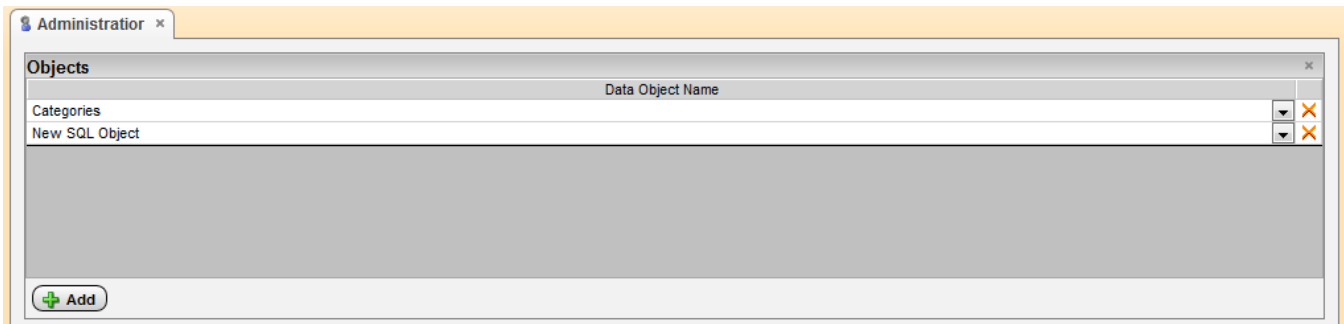 Administratior
Objects
Data Object Name
Categories
New SQL Object
Add